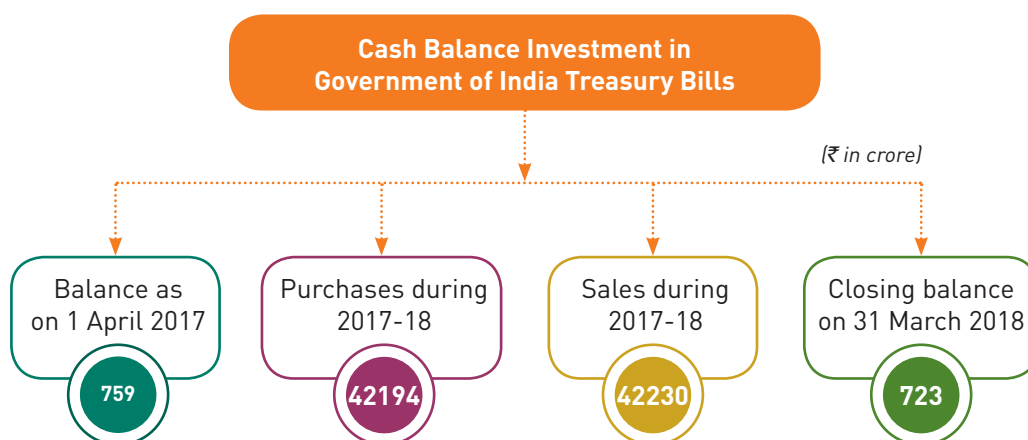 Cash Balance Investment in
Government of India Treasury Bills
(₹ in crore)
Balance as
on 1 April 2017
759
Purchases during
2017-18
42194
Sales during
2017-18
42230
Closing balance
on 31 March 2018
723